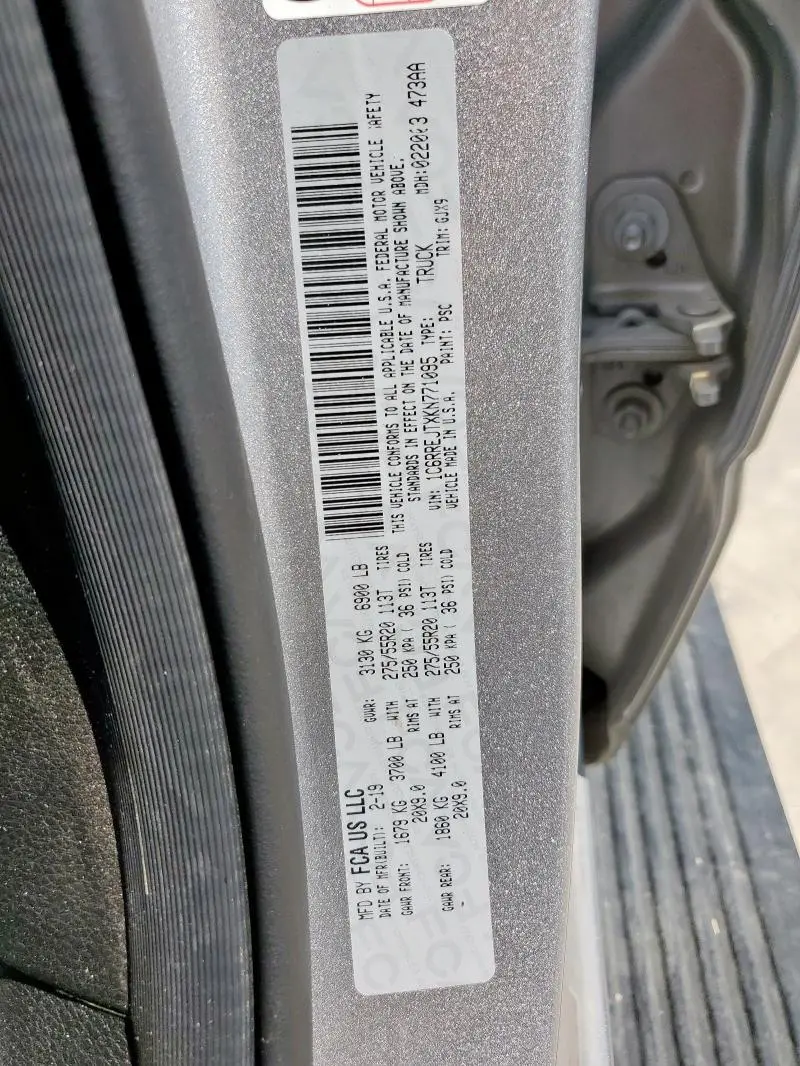 MFD BY FCA US LLC
DATE OF MFR(BUILT): 2-19 GVWR: 3130 KG 6900 LB
GAWR FRONT: 1679 KG 3700 LB WITH 275/55R20 113T TIRES
20X9.0 RIMS AT 250 KPA ( 36 PSI) COLD
GAWR REAR: 1860 KG 4100 LB WITH 275/55R20 113T TIRES
20X9.0 RIMS AT 250 KPA ( 36 PSI) COLD
THIS VEHICLE CONFORMS TO ALL APPLICABLE U.S.A. FEDERAL MOTOR VEHICLE SAFETY
STANDARDS IN EFFECT ON THE DATE OF MANUFACTURE SHOWN ABOVE.
VIN: 1C6RREJTXKN771095 TYPE: TRUCK MDH: 473AA
VEHICLE MADE IN U.S.A. PAINT: PSC TRIM: GJX9